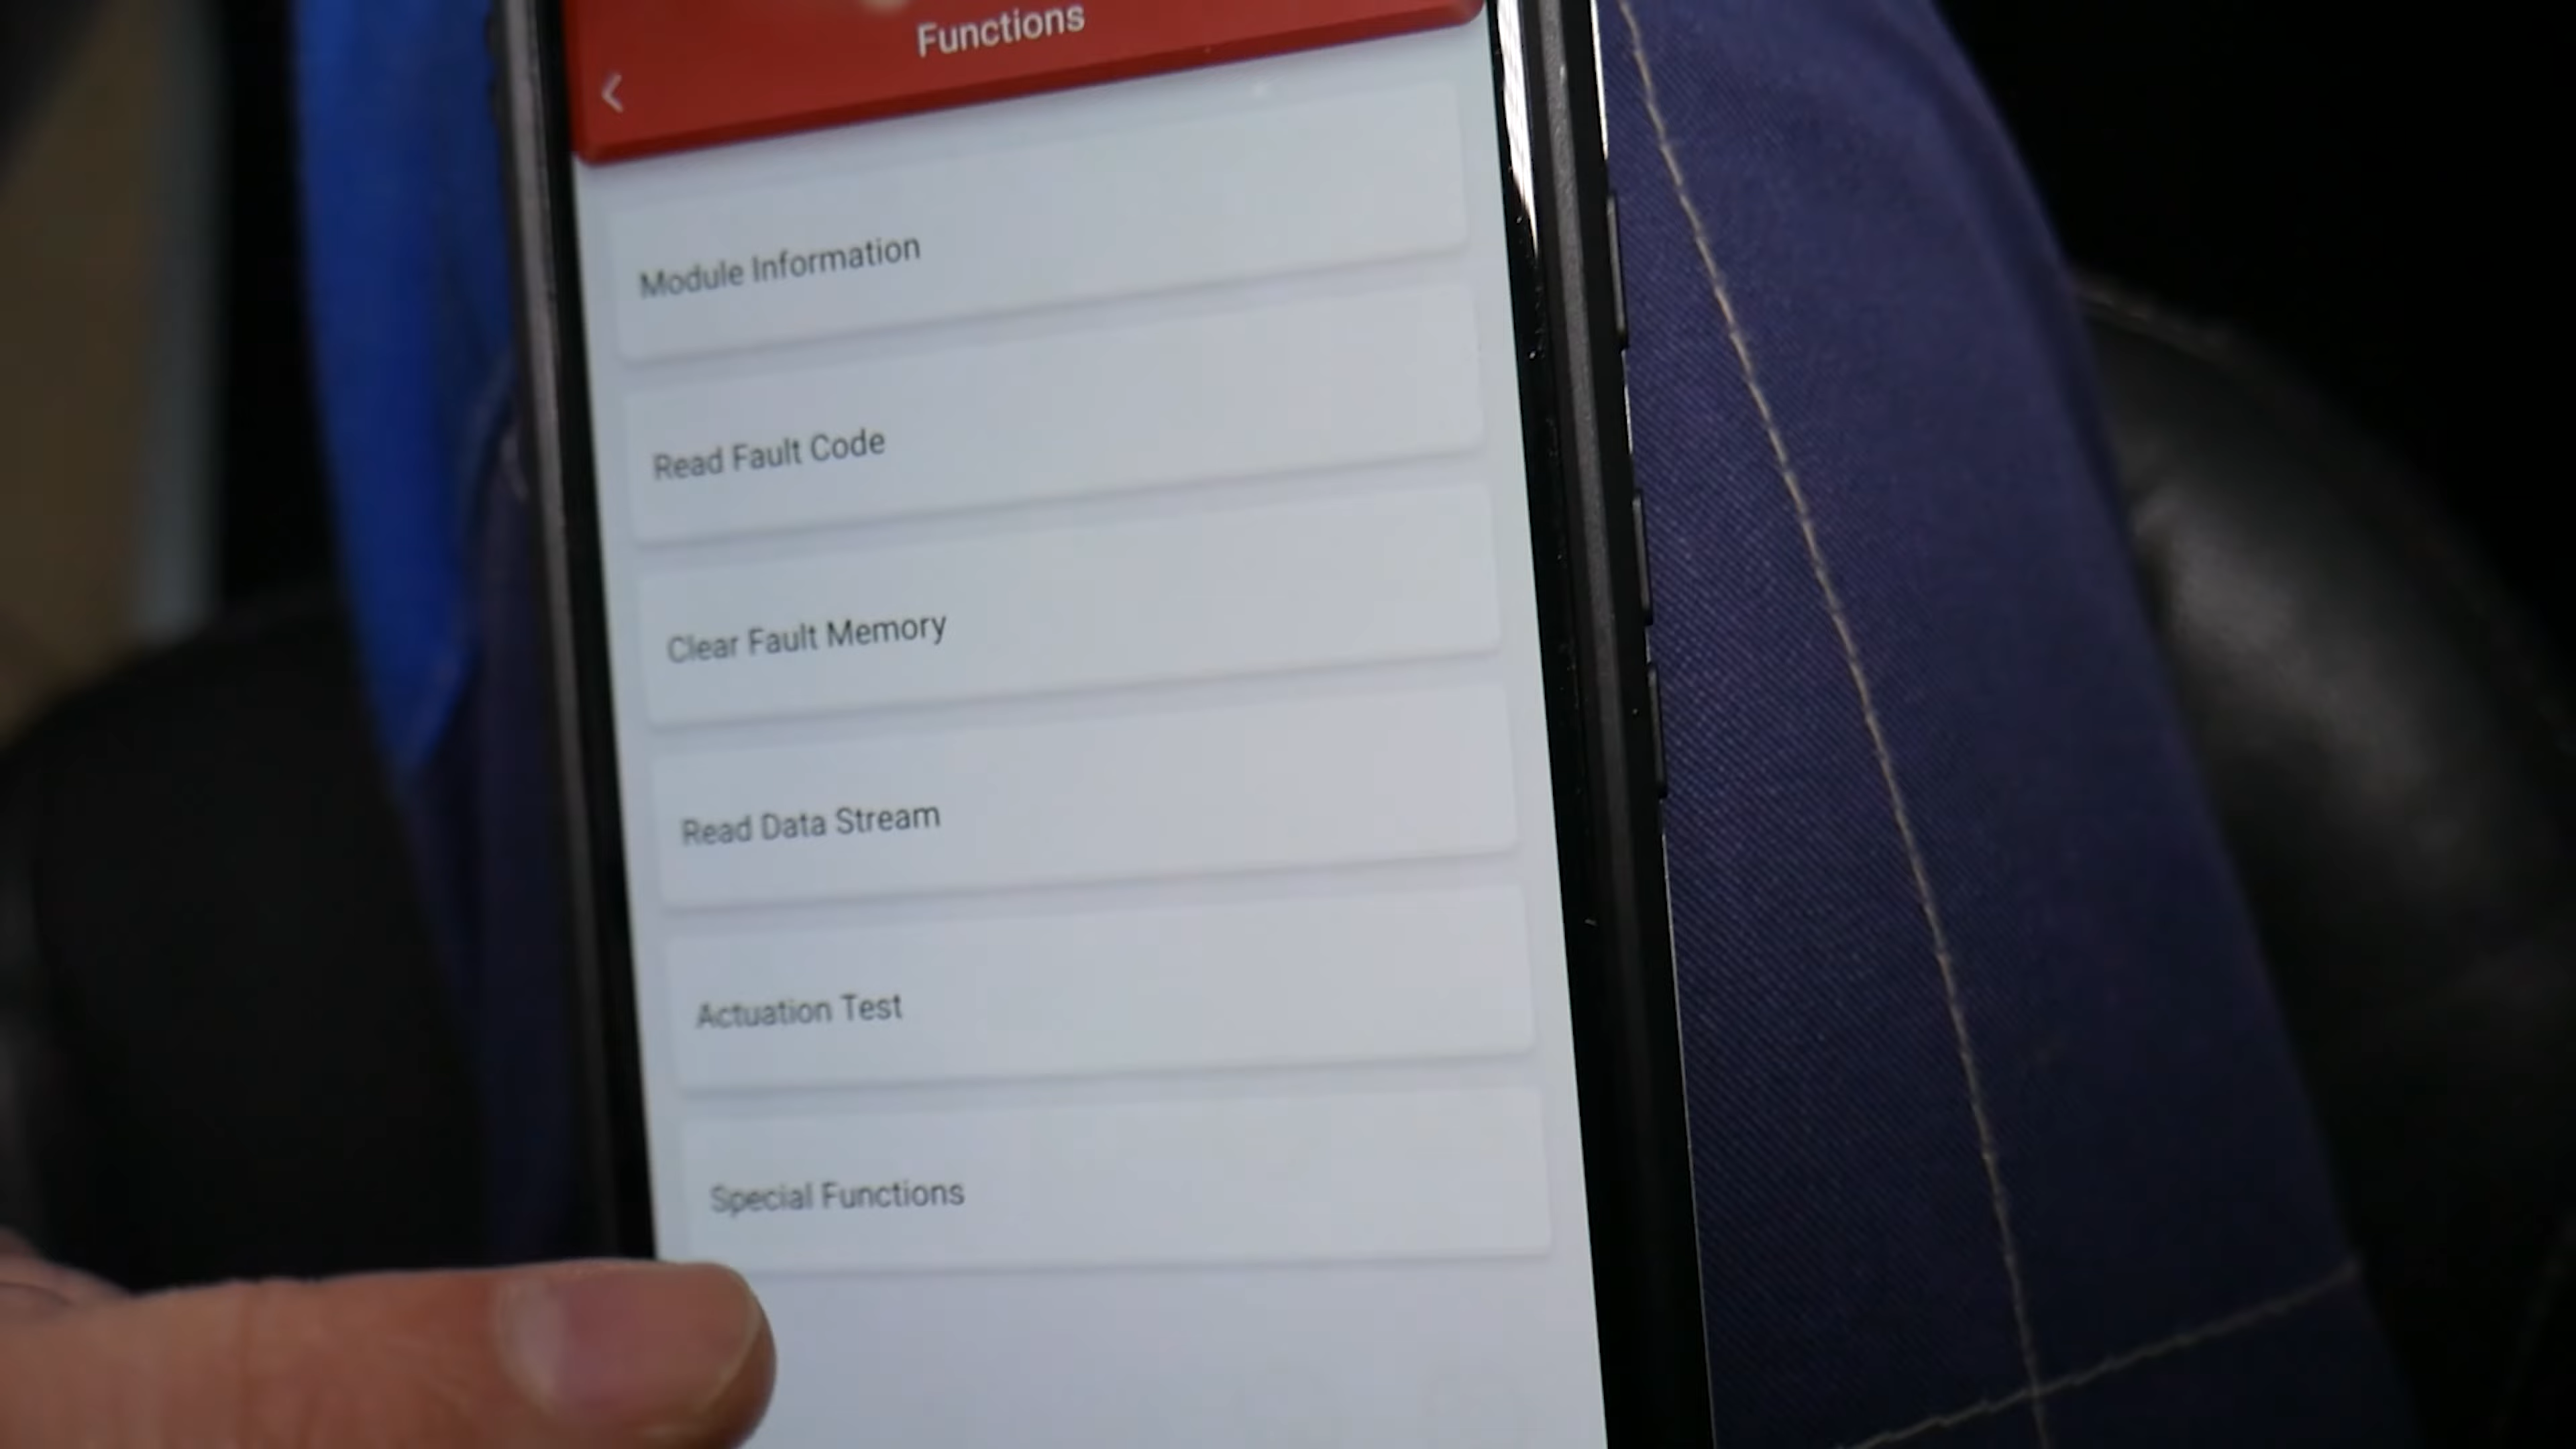 Functions
Module Information
Read Fault Code
Clear Fault Memory
Read Data Stream
Actuation Test
Special Functions